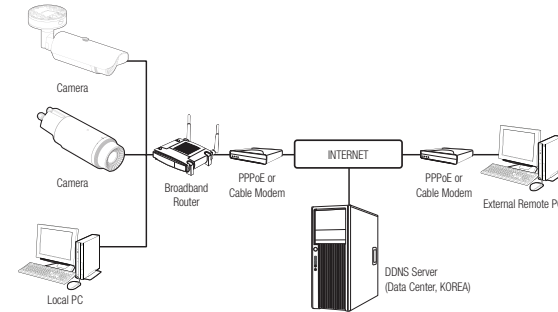 Camera
Camera
Local PC
Broadband
Router
PPPoE or
Cable Modem
INTERNET
DDNS Server
(Data Center, KOREA)
PPPoE or
Cable Modem
External Remote PC